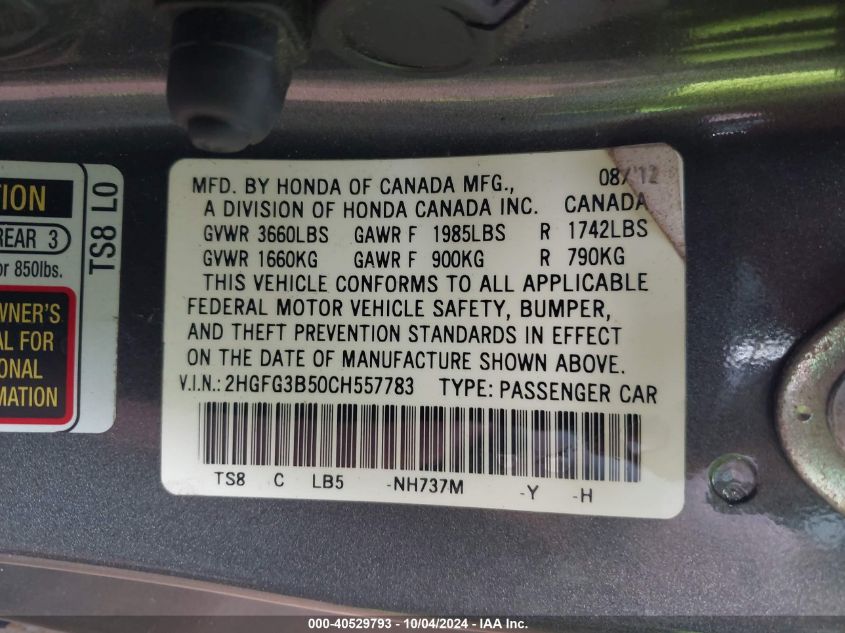 TION
REAR 3
or 850lbs.
WNER'S
AL FOR
ONAL
MATION
TS8 L0
MFD. BY HONDA OF CANADA MFG., 08/'12
A DIVISION OF HONDA CANADA INC. CANADA
GVWR 3660LBS GAWR F 1985LBS R 1742LBS
GVWR 1660KG GAWR F 900KG R 790KG
THIS VEHICLE CONFORMS TO ALL APPLICABLE
FEDERAL MOTOR VEHICLE SAFETY, BUMPER,
AND THEFT PREVENTION STANDARDS IN EFFECT
ON THE DATE OF MANUFACTURE SHOWN ABOVE.
V.I.N.: 2HGFG3B50CH557783 TYPE: PASSENGER CAR
TS8 C LB5 -NH737M -Y -H
000-40529793 - 10/04/2024 - IAA Inc.